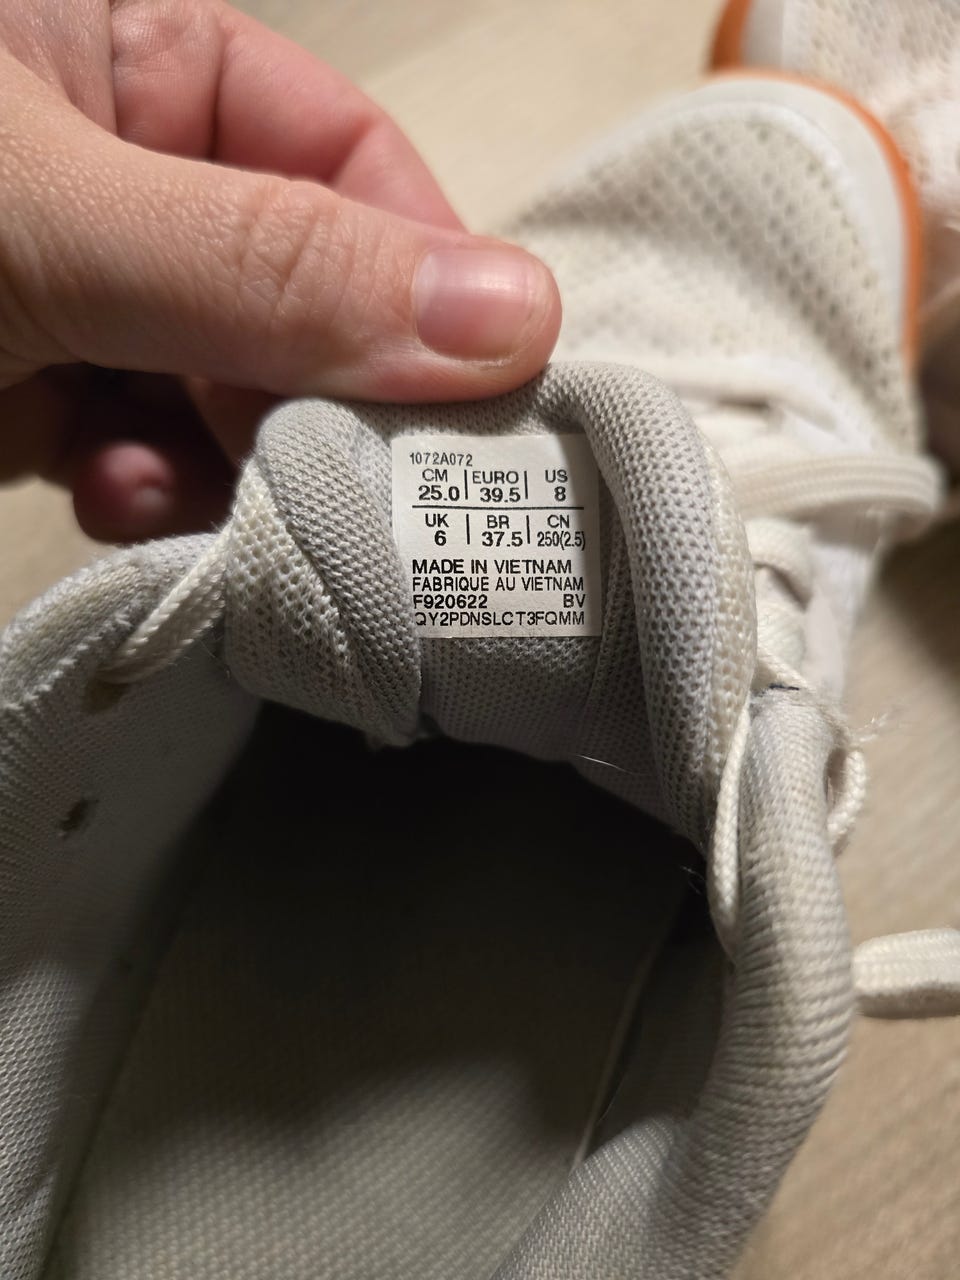 1072A072
CM | EURO | US
25.0 | 39.5 | 8
UK | BR | CN
6 | 37.5 | 250(2.5)
MADE IN VIETNAM
FABRIQUE AU VIETNAM
F920622 BV
QY2PDNSLCT3FQMM